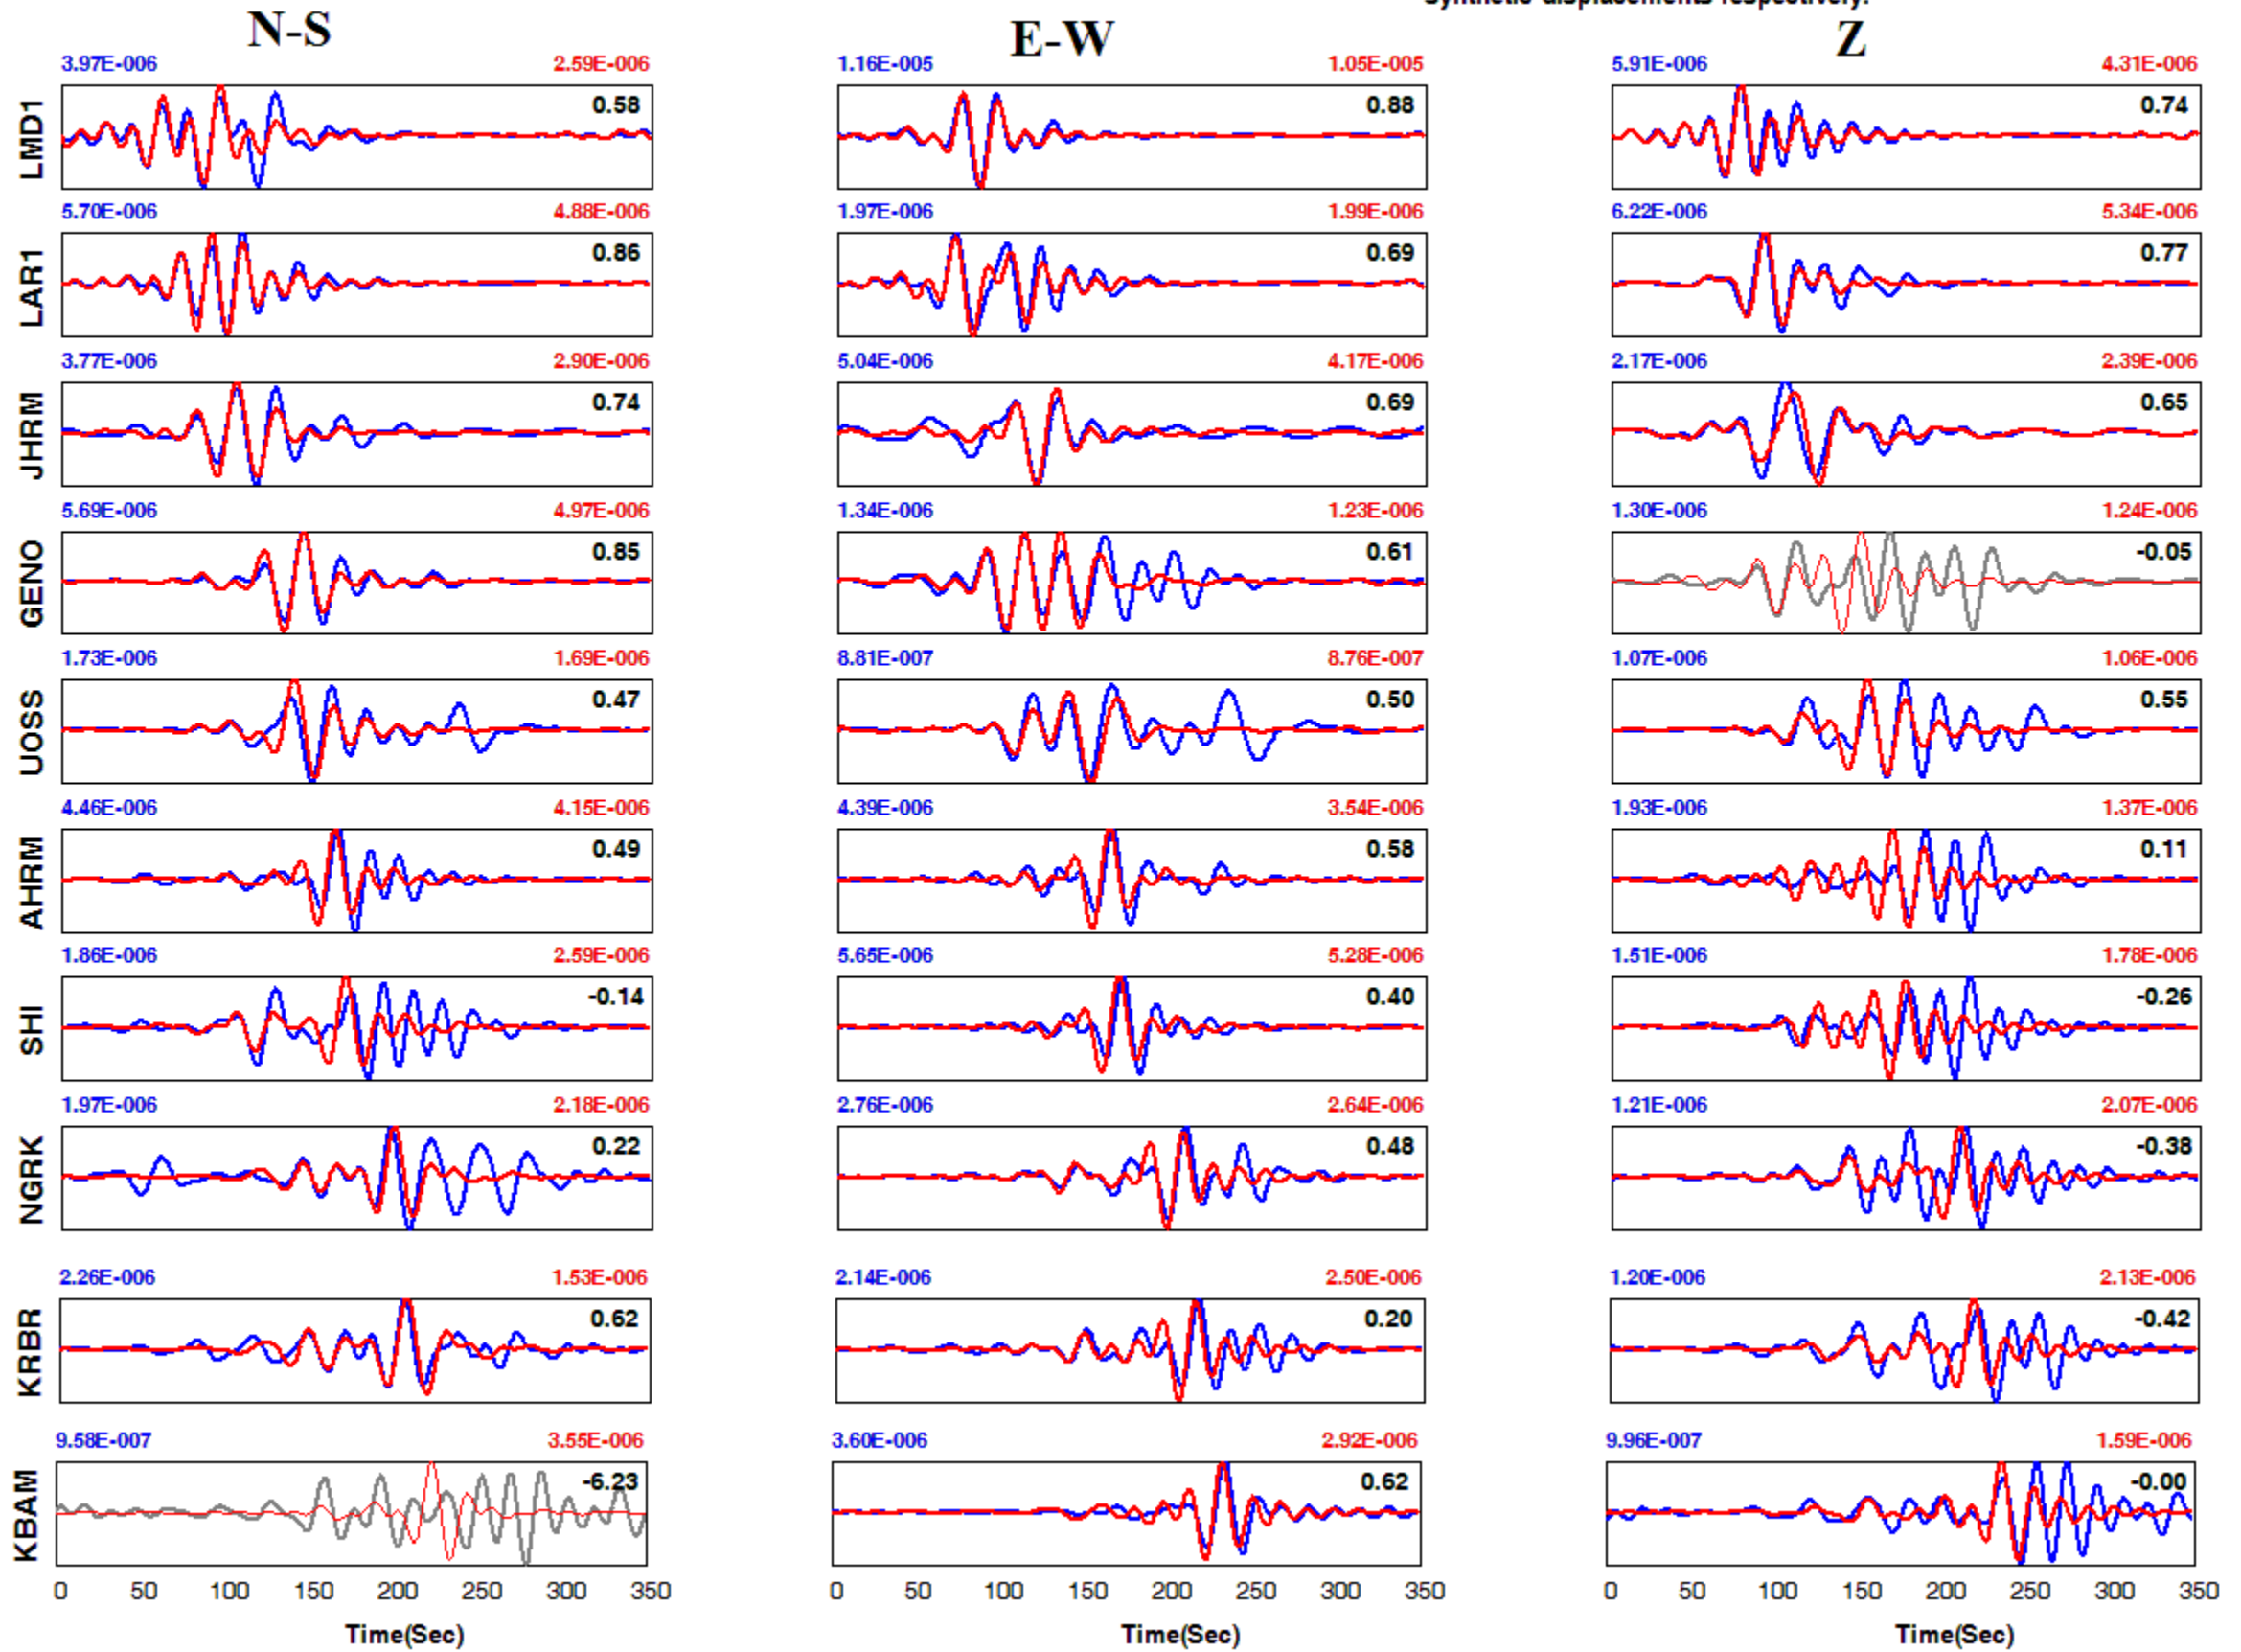 Synthetic displacements respectively.
N-S E-W Z
3.97E-006 2.59E-006 1.16E-005 1.05E-005 5.91E-006 4.31E-006
LMD1 0.58 0.88 0.74
5.70E-006 4.88E-006 1.97E-006 1.99E-006 6.22E-006 5.34E-006
LAR1 0.86 0.69 0.77
3.77E-006 2.90E-006 5.04E-006 4.17E-006 2.17E-006 2.39E-006
JHRM 0.74 0.69 0.65
5.69E-006 4.97E-006 1.34E-006 1.23E-006 1.30E-006 1.24E-006
GENO 0.85 0.61 -0.05
1.73E-006 1.69E-006 8.81E-007 8.76E-007 1.07E-006 1.06E-006
UOSS 0.47 0.50 0.55
4.46E-006 4.15E-006 4.39E-006 3.54E-006 1.93E-006 1.37E-006
AHRM 0.49 0.58 0.11
1.86E-006 2.59E-006 5.65E-006 5.28E-006 1.51E-006 1.78E-006
SHI -0.14 0.40 -0.26
1.97E-006 2.18E-006 2.76E-006 2.64E-006 1.21E-006 2.07E-006
NGRK 0.22 0.48 -0.38
2.26E-006 1.53E-006 2.14E-006 2.50E-006 1.20E-006 2.13E-006
KRBR 0.62 0.20 -0.42
9.58E-007 3.55E-006 3.60E-006 2.92E-006 9.96E-007 1.59E-006
KBAM -6.23 0.62 -0.00
0 50 100 150 200 250 300 350 0 50 100 150 200 250 300 350 0 50 100 150 200 250 300 350
Time(Sec) Time(Sec) Time(Sec)